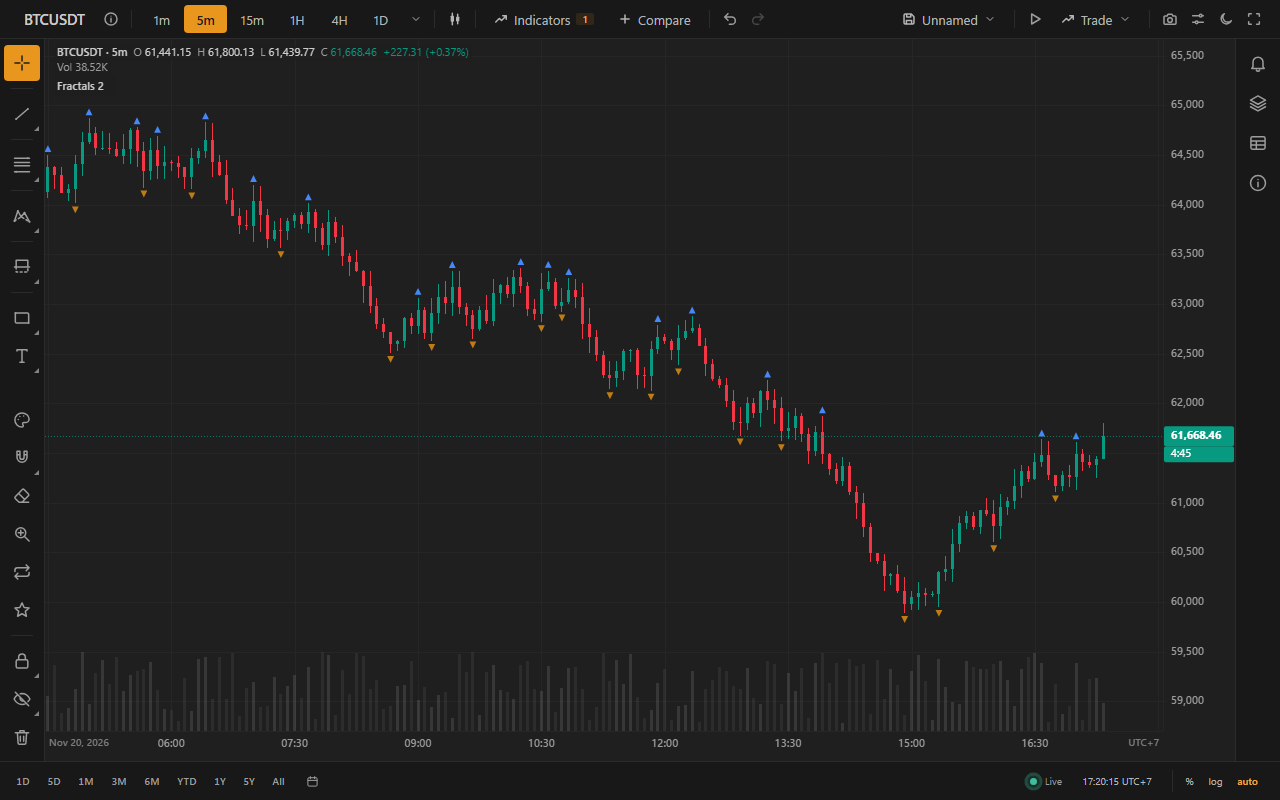 BTCUSDT 1m 5m 15m 1H 4H 1D Indicators 1 Compare Unnamed Trade
BTCUSDT · 5m O 61,441.15 H 61,800.13 L 61,439.77 C 61,668.46 +227.31 (+0.37%)
Vol 38.52K
Fractals 2
65,500
65,000
64,500
64,000
63,500
63,000
62,500
62,000
61,668.46
4:45
61,000
60,500
60,000
59,500
59,000
Nov 20, 2026 06:00 07:30 09:00 10:30 12:00 13:30 15:00 16:30 UTC+7
1D 5D 1M 3M 6M YTD 1Y 5Y All Live 17:20:15 UTC+7 % log auto